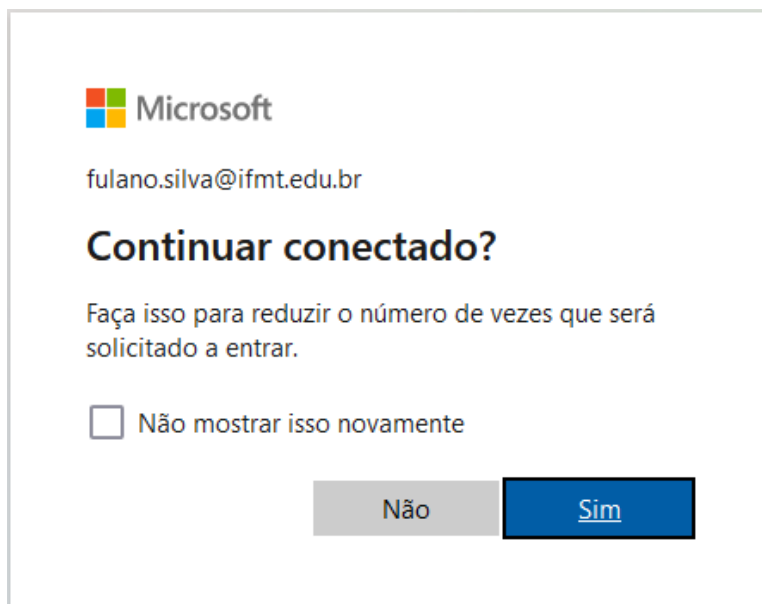 Microsoft
fulano.silva@ifmt.edu.br
Continuar conectado?
Faça isso para reduzir o número de vezes que será
solicitado a entrar.
Não mostrar isso novamente
Não
Sim